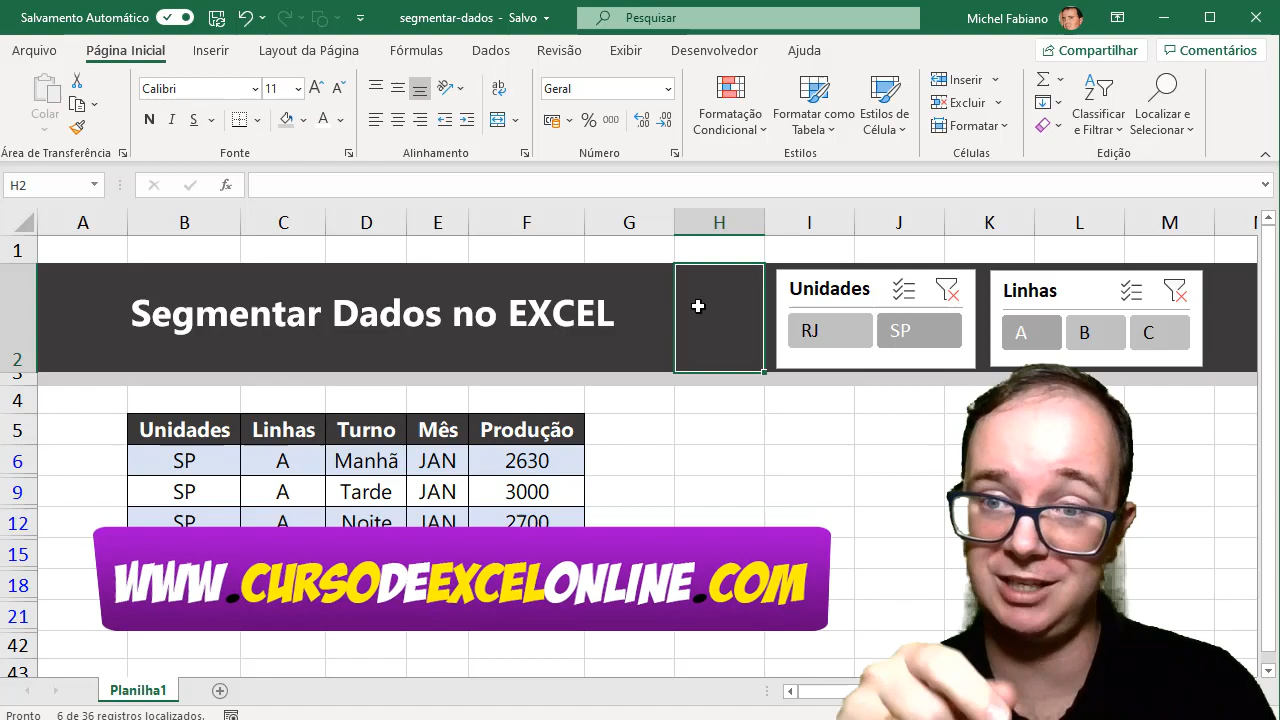 Salvamento Automático
segmentar-dados - Salvo
Pesquisar
Michel Fabiano
Arquivo Página Inicial Inserir Layout da Página Fórmulas Dados Revisão Exibir Desenvolvedor Ajuda
Compartilhar Comentários
Colar
Calibri 11
N I S
Geral
000
Formatação Condicional
Formatar como Tabela
Estilos de Célula
Inserir
Excluir
Formatar
Classificar e Filtrar
Localizar e Selecionar
Área de Transferência Fonte Alinhamento Número Estilos Células Edição
H2
fx
A B C D E F G H I J K L M
1
2
Segmentar Dados no EXCEL
Unidades
RJ SP
Linhas
A B C
3
4
5 Unidades Linhas Turno Mês Produção
6 SP A Manhã JAN 2630
9 SP A Tarde JAN 3000
12 SP A Noite JAN 2700
15
18
21
42
43
WWW.CURSODEEXCELONLINE.COM
Planilha1
Pronto 6 de 36 registros localizados.